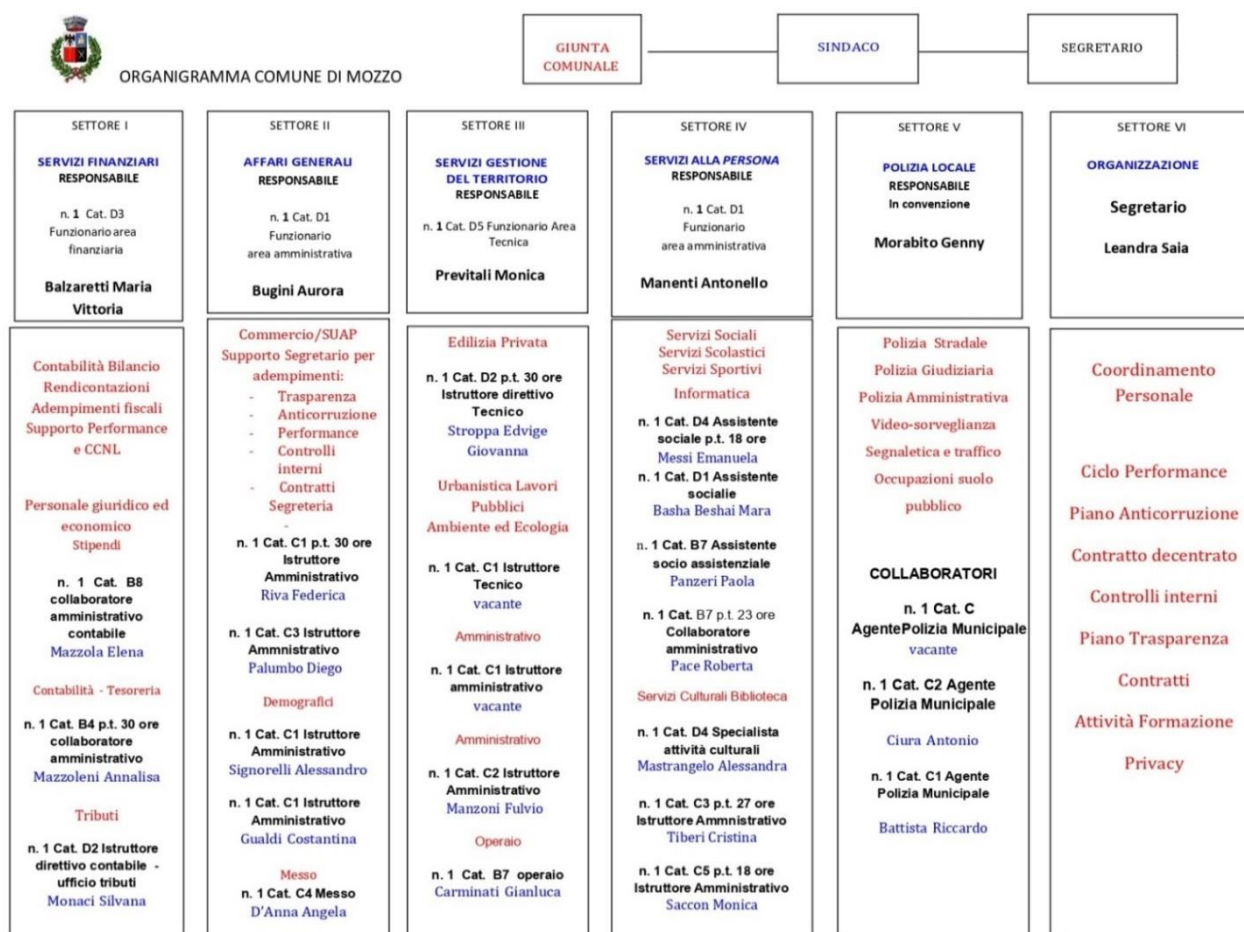 ORGANIGRAMMA COMUNE DI MOZZO
GIUNTA
COMUNALE
SINDACO
SEGRETARIO
SETTORE I
SERVIZI FINANZIARI
RESPONSABILE
n. 1 Cat. D3
Funzionario area
finanziaria
Balzaretti Maria
Vittoria
Contabilità Bilancio
Rendicontazioni
Adempimenti fiscali
Supporto Performance
e CCNL
Personale giuridico ed
economico
Stipendi
n. 1 Cat. B8
collaboratore
amministrativo
contabile
Mazzola Elena
Contabilità - Tesoreria
n. 1 Cat. B4 p.t. 30 ore
collaboratore
amministrativo
Mazzoleni Annalisa
Tributi
n. 1 Cat. D2 Istruttore
direttivo contabile -
ufficio tributi
Monaci Silvana
SETTORE II
AFFARI GENERALI
RESPONSABILE
n. 1 Cat. D1
Funzionario
area amministrativa
Bugini Aurora
Commercio/SUAP
Supporto Segretario per
adempimenti:
- Trasparenza
- Anticorruzione
- Performance
- Controlli
interni
- Contratti
Segreteria
-
n. 1 Cat. C1 p.t. 30 ore
Istruttore
Amministrativo
Riva Federica
n. 1 Cat. C3 Istruttore
Ammnistrativo
Palumbo Diego
Demografici
n. 1 Cat. C1 Istruttore
Amministrativo
Signorelli Alessandro
n. 1 Cat. C1 Istruttore
Amministrativo
Gualdi Costantina
Messo
n. 1 Cat. C4 Messo
D'Anna Angela
SETTORE III
SERVIZI GESTIONE
DEL TERRITORIO
RESPONSABILE
n. 1 Cat. D5 Funzionario Area
Tecnica
Previtali Monica
Edilizia Privata
n. 1 Cat. D2 p.t. 30 ore
Istruttore direttivo
Tecnico
Stroppa Edvige
Giovanna
Urbanistica Lavori
Pubblici
Ambiente ed Ecologia
n. 1 Cat. C1 Istruttore
Tecnico
vacante
Amministrativo
n. 1 Cat. C1 Istruttore
amministrativo
vacante
Amministrativo
n. 1 Cat. C2 Istruttore
Amministrativo
Manzoni Fulvio
Operaio
n. 1 Cat. B7 operaio
Carminati Gianluca
SETTORE IV
SERVIZI ALLA PERSONA
RESPONSABILE
n. 1 Cat. D1
Funzionario
area amministrativa
Manenti Antonello
Servizi Sociali
Servizi Scolastici
Servizi Sportivi
Informatica
n. 1 Cat. D4 Assistente
sociale p.t. 18 ore
Messi Emanuela
n. 1 Cat. D1 Assistente
socialie
Basha Beshai Mara
n. 1 Cat. B7 Assistente
socio assistenziale
Panzeri Paola
n. 1 Cat. B7 p.t. 23 ore
Collaboratore
amministrativo
Pace Roberta
Servizi Culturali Biblioteca
n. 1 Cat. D4 Specialista
attività culturali
Mastrangelo Alessandra
n. 1 Cat. C3 p.t. 27 ore
Istruttore Ammnistrativo
Tiberi Cristina
n. 1 Cat. C5 p.t. 18 ore
Istruttore Amministrativo
Saccon Monica
SETTORE V
POLIZIA LOCALE
RESPONSABILE
In convenzione
Morabito Genny
Polizia Stradale
Polizia Giudiziaria
Polizia Amministrativa
Video-sorveglianza
Segnaletica e traffico
Occupazioni suolo
pubblico
COLLABORATORI
n. 1 Cat. C
AgentePolizia Municipale
vacante
n. 1 Cat. C2 Agente
Polizia Municipale
Ciura Antonio
n. 1 Cat. C1 Agente
Polizia Municipale
Battista Riccardo
SETTORE VI
ORGANIZZAZIONE
Segretario
Leandra Saia
Coordinamento
Personale
Ciclo Performance
Piano Anticorruzione
Contratto decentrato
Controlli interni
Piano Trasparenza
Contratti
Attività Formazione
Privacy